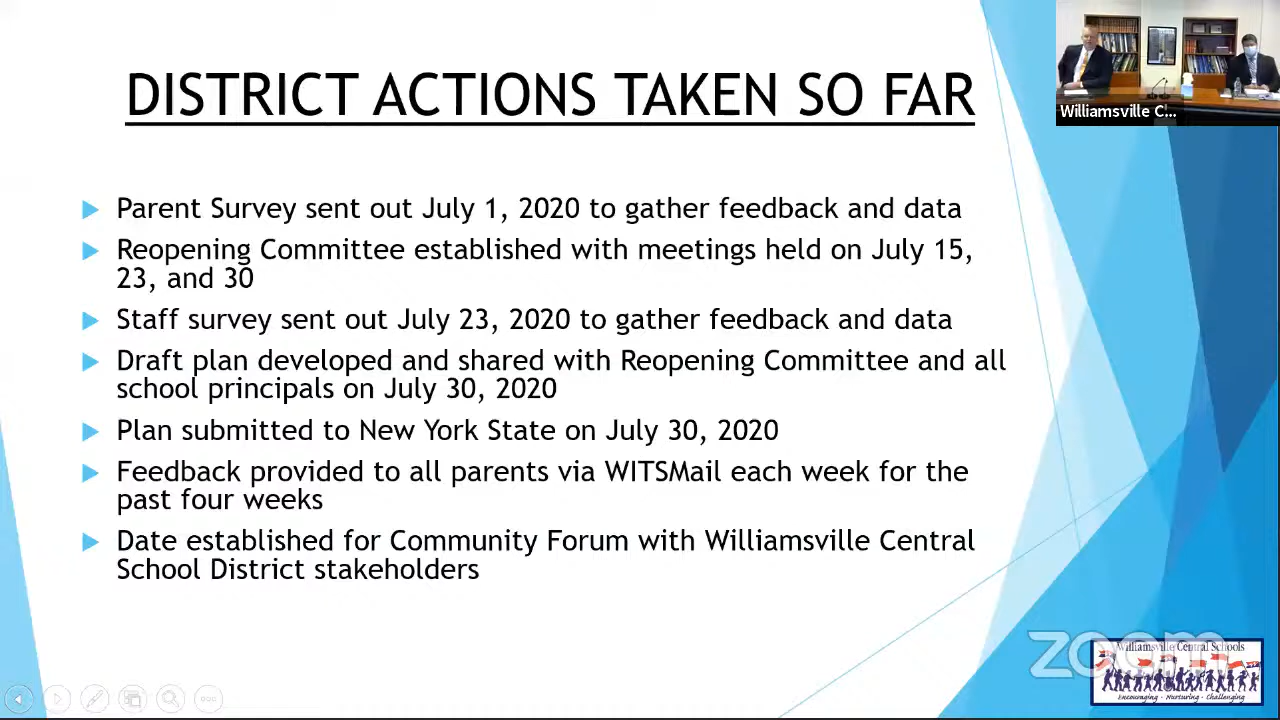 DISTRICT ACTIONS TAKEN SO FAR
Williamsville C...
Parent Survey sent out July 1, 2020 to gather feedback and data
Reopening Committee established with meetings held on July 15,
23, and 30
Staff survey sent out July 23, 2020 to gather feedback and data
Draft plan developed and shared with Reopening Committee and all
school principals on July 30, 2020
Plan submitted to New York State on July 30, 2020
Feedback provided to all parents via WITSMail each week for the
past four weeks
Date established for Community Forum with Williamsville Central
School District stakeholders
zoom
Williamsville Central Schools
Encouraging - Nurturing - Challenging